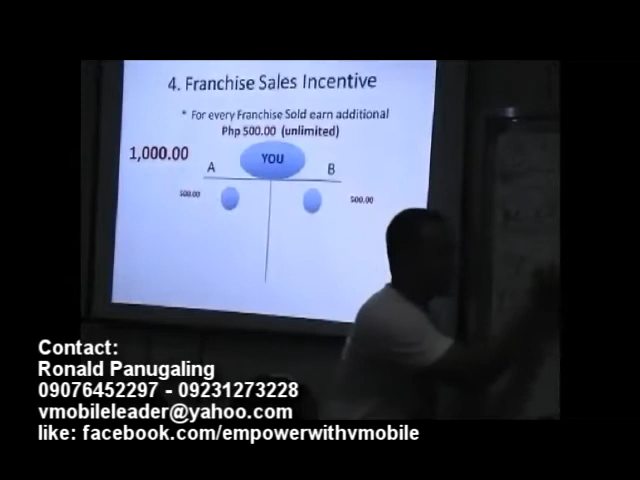 4. Franchise Sales Incentive
* For every Franchise Sold earn additional
Php 500.00 (unlimited)
1,000.00
YOU
A
B
500.00
500.00
Contact:
Ronald Panugaling
09076452297 - 09231273228
vmobileleader@yahoo.com
like: facebook.com/empowerwithvmobile